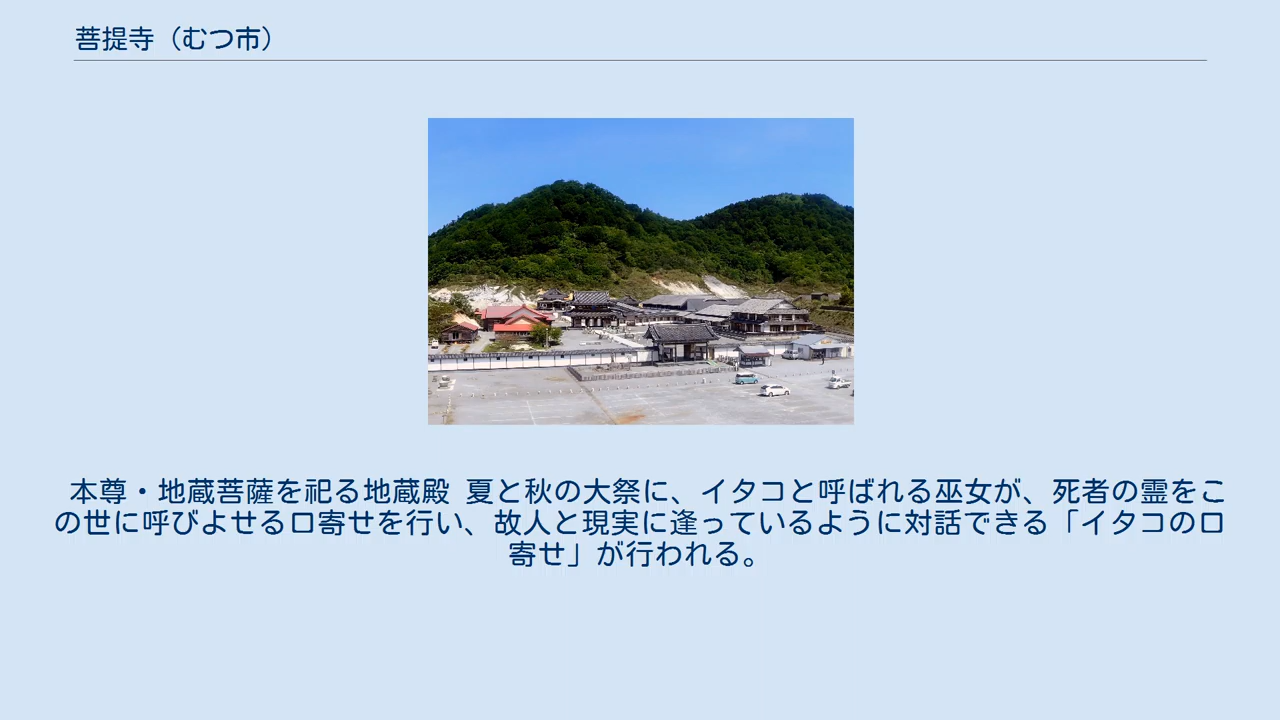 菩提寺（むつ市）
本尊・地蔵菩薩を祀る地蔵殿 夏と秋の大祭に、イタコと呼ばれる巫女が、死者の霊をこ
の世に呼びよせる口寄せを行い、故人と現実に逢っているように対話できる「イタコの口
寄せ」が行われる。